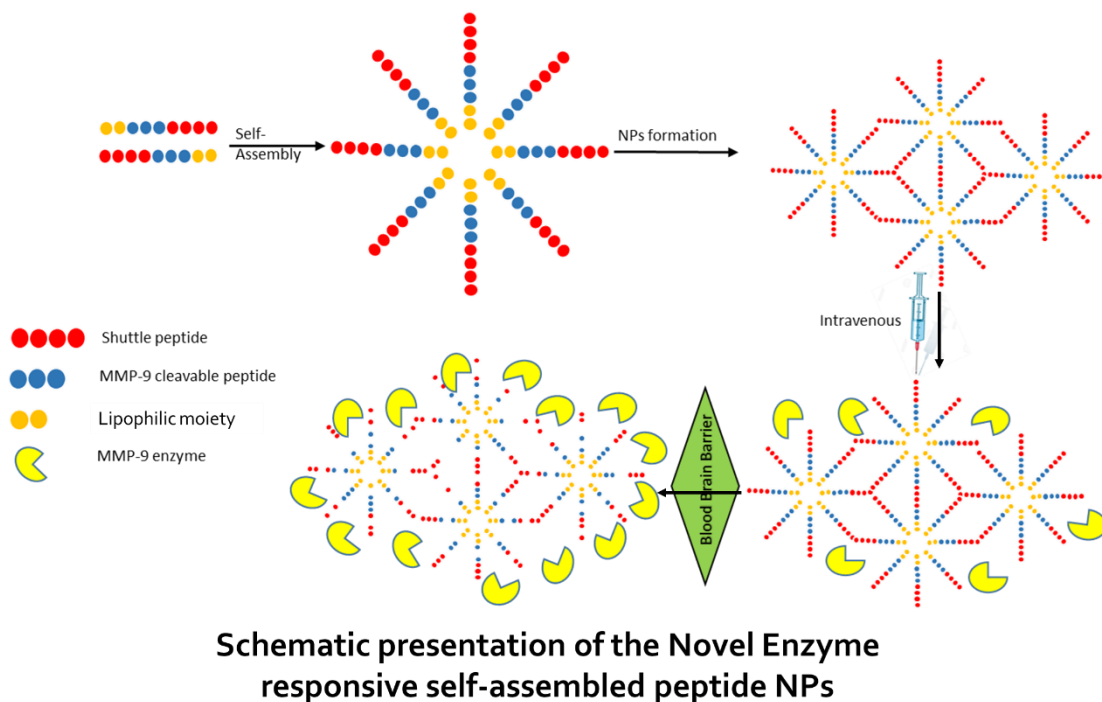 Self-
Assembly
NPs formation
Intravenous
Shuttle peptide
MMP-9 cleavable peptide
Lipophilic moiety
MMP-9 enzyme
Blood Brain Barrier
Schematic presentation of the Novel Enzyme
responsive self-assembled peptide NPs